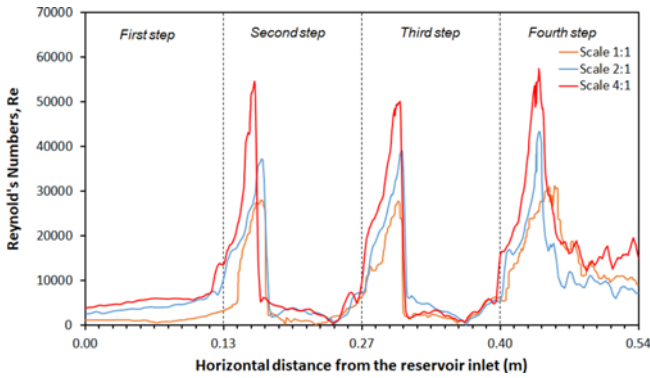 70000
First step Second step Third step Fourth step
Scale 1:1
60000
Scale 2:1
Scale 4:1
50000
40000
30000
20000
10000
0
Reynold's Numbers, Re
0.00 0.13 0.27 0.40 0.54
Horizontal distance from the reservoir inlet (m)